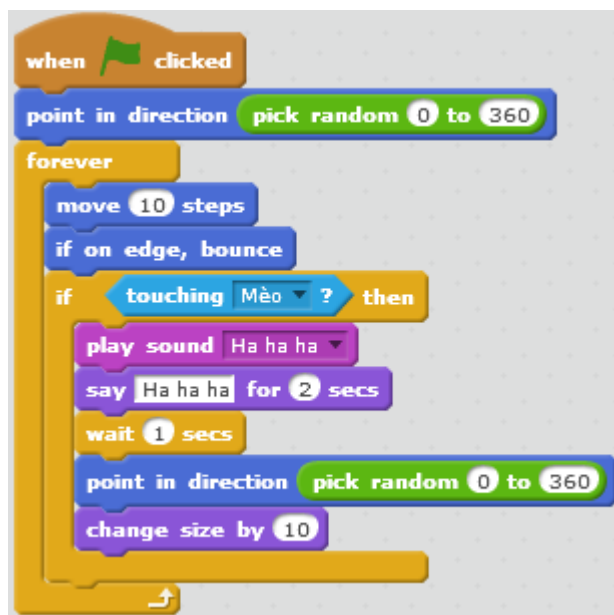 when clicked
point in direction pick random 0 to 360
forever
move 10 steps
if on edge, bounce
if touching Mèo ? then
play sound Ha ha ha
say Ha ha ha for 2 secs
wait 1 secs
point in direction pick random 0 to 360
change size by 10